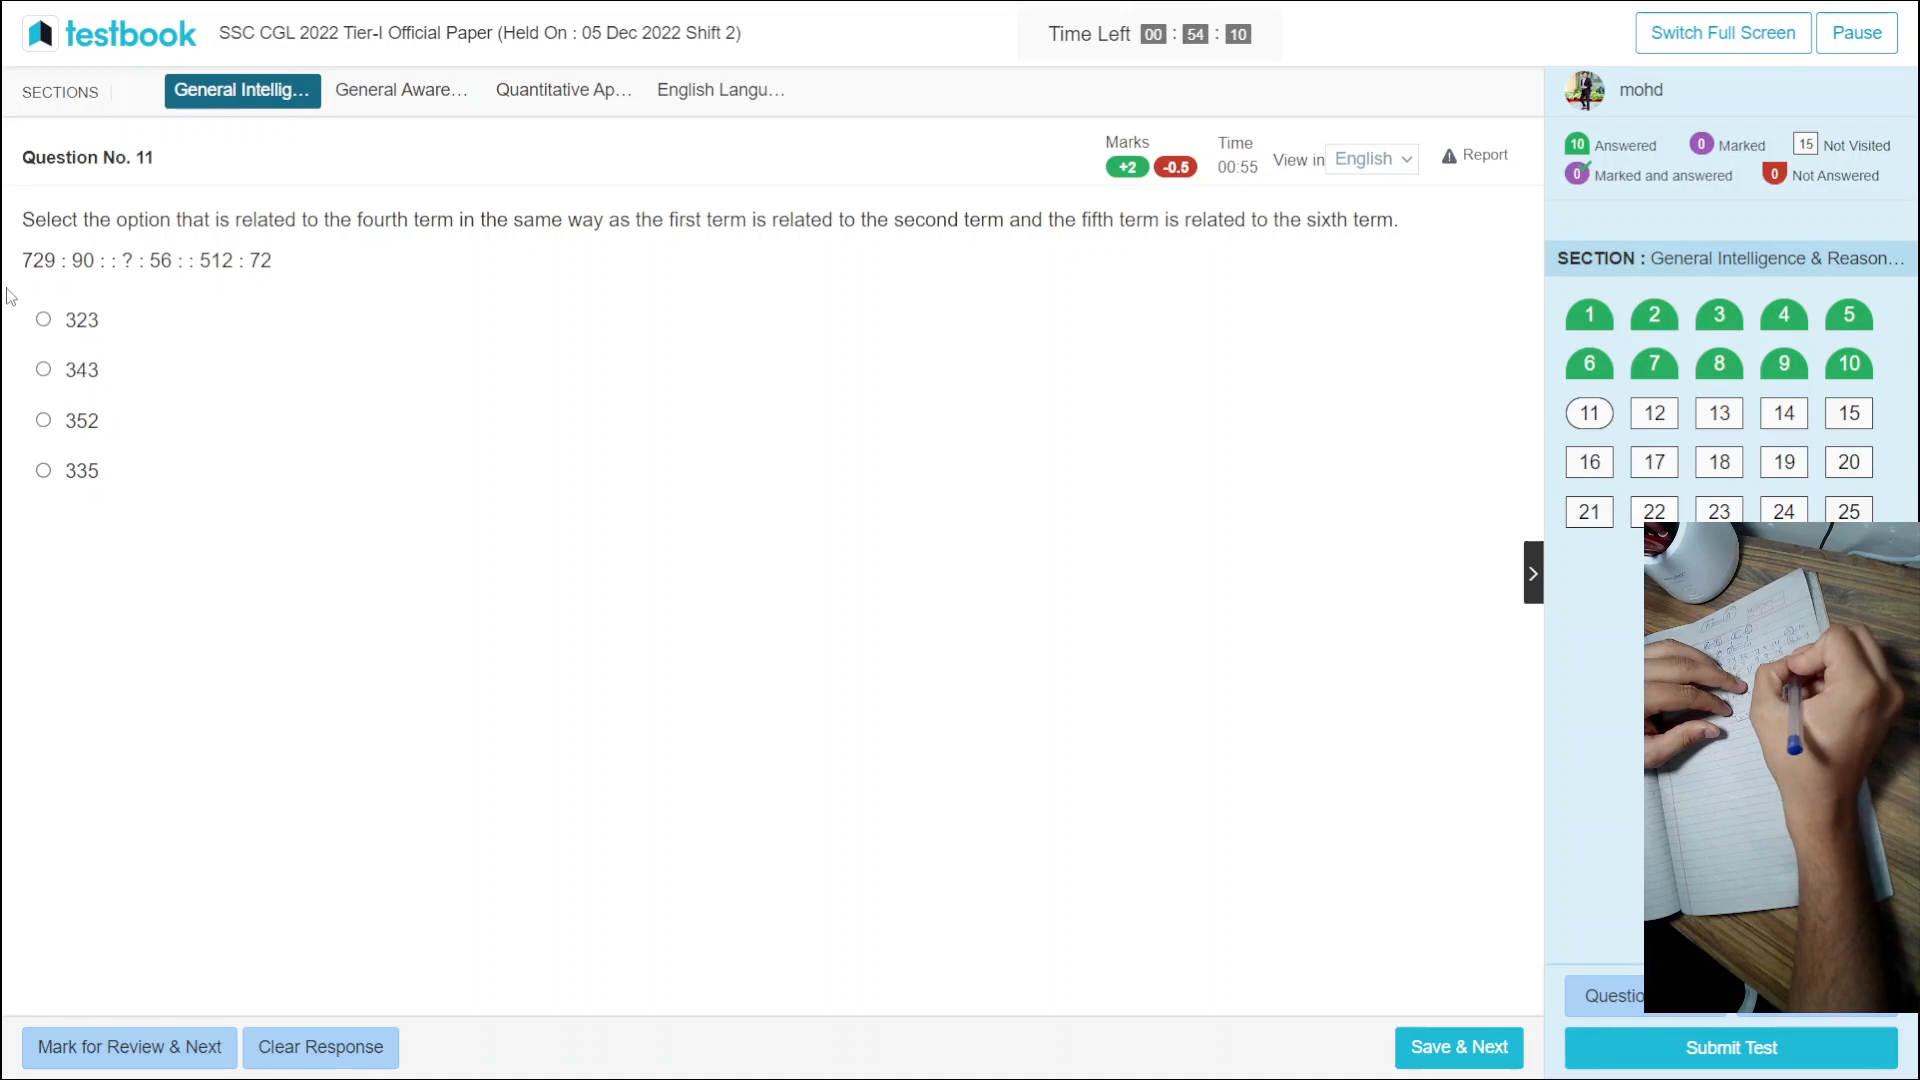 testbook SSC CGL 2022 Tier-I Official Paper (Held On : 05 Dec 2022 Shift 2) Time Left 00 : 54 : 10 Switch Full Screen Pause
SECTIONS General Intellig... General Aware... Quantitative Ap... English Langu...
mohd
Question No. 11
Marks
+2 -0.5
Time
00:55
View in English
Report
10 Answered 0 Marked 15 Not Visited
0 Marked and answered 0 Not Answered
Select the option that is related to the fourth term in the same way as the first term is related to the second term and the fifth term is related to the sixth term.
729 : 90 : : ? : 56 : : 512 : 72
323
343
352
335
SECTION : General Intelligence & Reason...
1 2 3 4 5
6 7 8 9 10
11 12 13 14 15
16 17 18 19 20
21 22 23 24 25
Mark for Review & Next Clear Response Save & Next
Questio
Submit Test